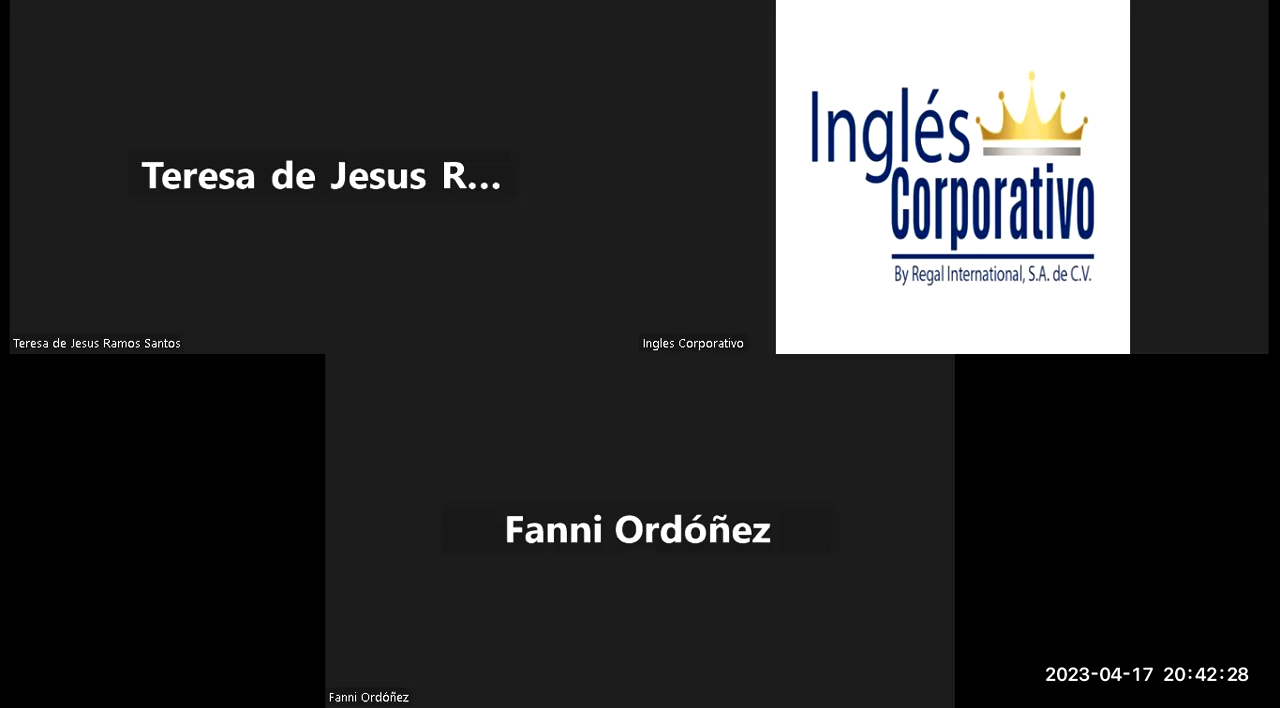 Teresa de Jesus R...
Teresa de Jesus Ramos Santos
Inglés
Corporativo
By Regal International, S.A. de C.V.
Ingles Corporativo
Fanni Ordóñez
Fanni Ordóñez
2023-04-17 20:42:28